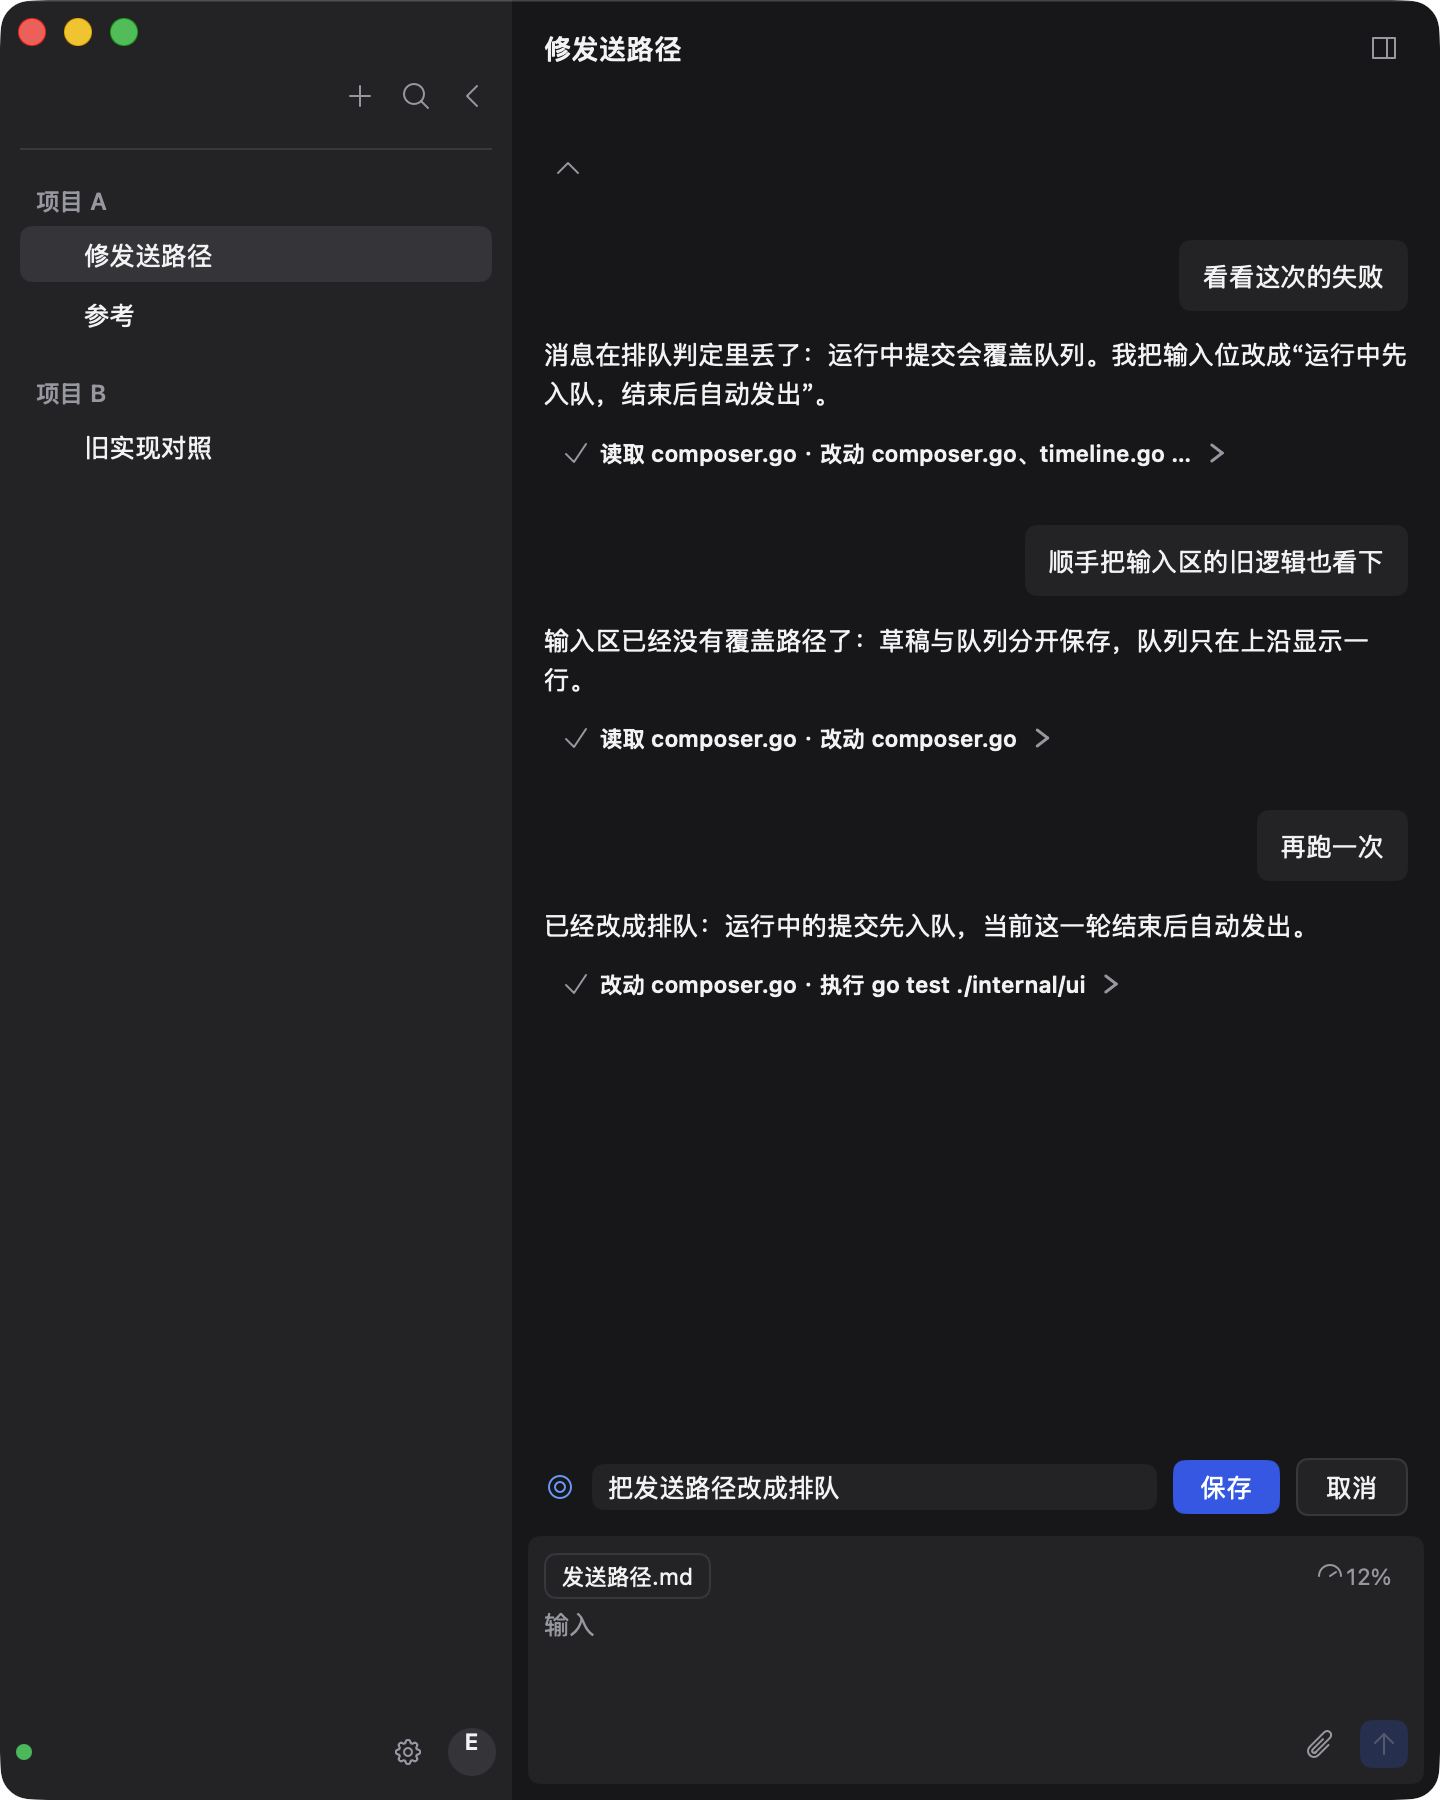 修发送路径
项目 A
修发送路径
参考
项目 B
旧实现对照
看看这次的失败
消息在排队判定里丢了：运行中提交会覆盖队列。我把输入位改成“运行中先
入队，结束后自动发出”。
读取 composer.go · 改动 composer.go、timeline.go ...
顺手把输入区的旧逻辑也看下
输入区已经没有覆盖路径了：草稿与队列分开保存，队列只在上沿显示一
行。
读取 composer.go · 改动 composer.go
再跑一次
已经改成排队：运行中的提交先入队，当前这一轮结束后自动发出。
改动 composer.go · 执行 go test ./internal/ui
把发送路径改成排队
保存
取消
发送路径.md
12%
输入
E